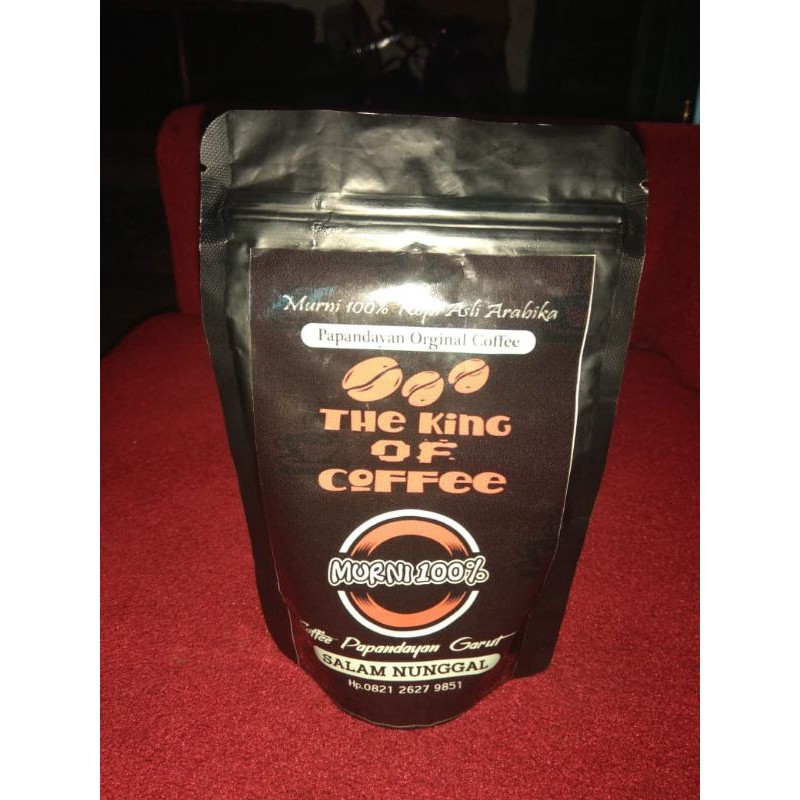 Murni 100% Kopi Asli Arabika
Papandayan Orginal Coffee
THE KING
OF
COFFEE
MURNI 100%
Coffee Papandayan Garut
SALAM NUNGGAL
Hp.0821 2627 9851